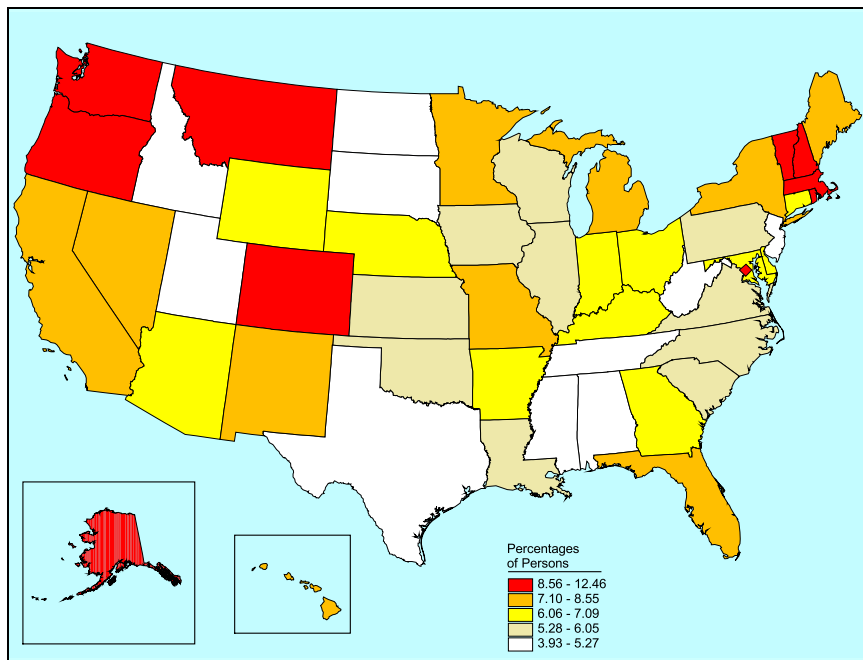 Percentages
of Persons
8.56 - 12.46
7.10 - 8.55
6.06 - 7.09
5.28 - 6.05
3.93 - 5.27